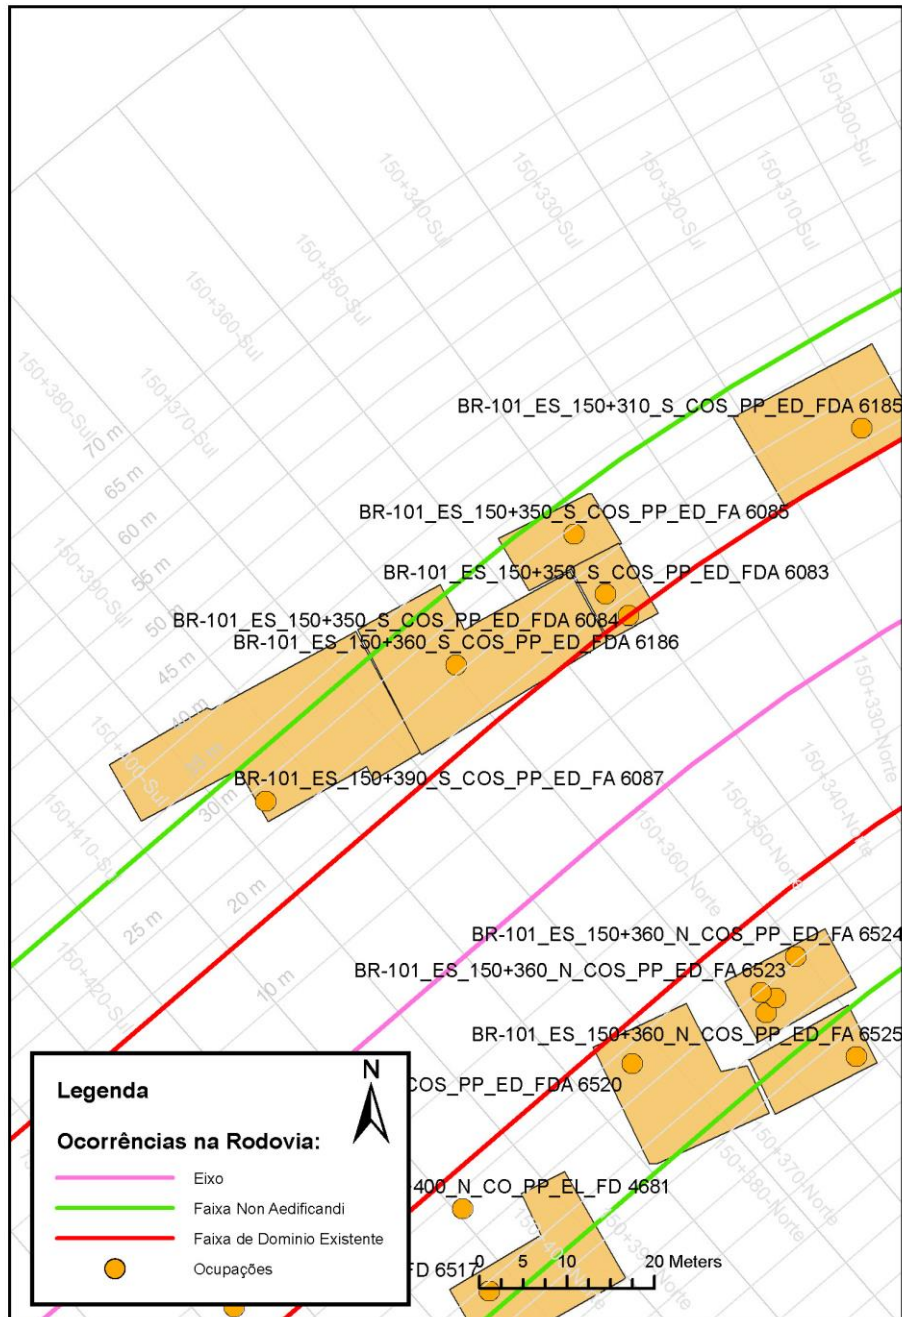 150+300-Sul
150+310-Sul
150+320-Sul
150+330-Sul
150+340-Sul
150+350-Sul
150+360-Sul
150+370-Sul
150+380-Sul
BR-101_ES_150+310_S_COS_PP_ED_FDA 6185
70 m
65 m
60 m
55 m
50 m
45 m
40 m
30 m
25 m
20 m
10 m
150+390-Sul
BR-101_ES_150+350_S_COS_PP_ED_FA 6085
BR-101_ES_150+350_S_COS_PP_ED_FDA 6083
BR-101_ES_150+350_S_COS_PP_ED_FDA 6084
BR-101_ES_150+360_S_COS_PP_ED_FDA 6186
150+330-Norte
150+400-Sul
BR-101_ES_150+390_S_COS_PP_ED_FA 6087
150+340-Norte
150+350-Norte
150+360-Norte
150+410-Sul
150+420-Sul
BR-101_ES_150+360_N_COS_PP_ED_FA 6524
BR-101_ES_150+360_N_COS_PP_ED_FA 6523
BR-101_ES_150+360_N_COS_PP_ED_FA 6525
COS_PP_ED_FDA 6520
150+370-Norte
150+380-Norte
400_N_CO_PP_EL_FD 4681
FD 6517
0 5 10 20 Meters
N
Legenda
Ocorrências na Rodovia:
Eixo
Faixa Non Aedificandi
Faixa de Dominio Existente
Ocupações